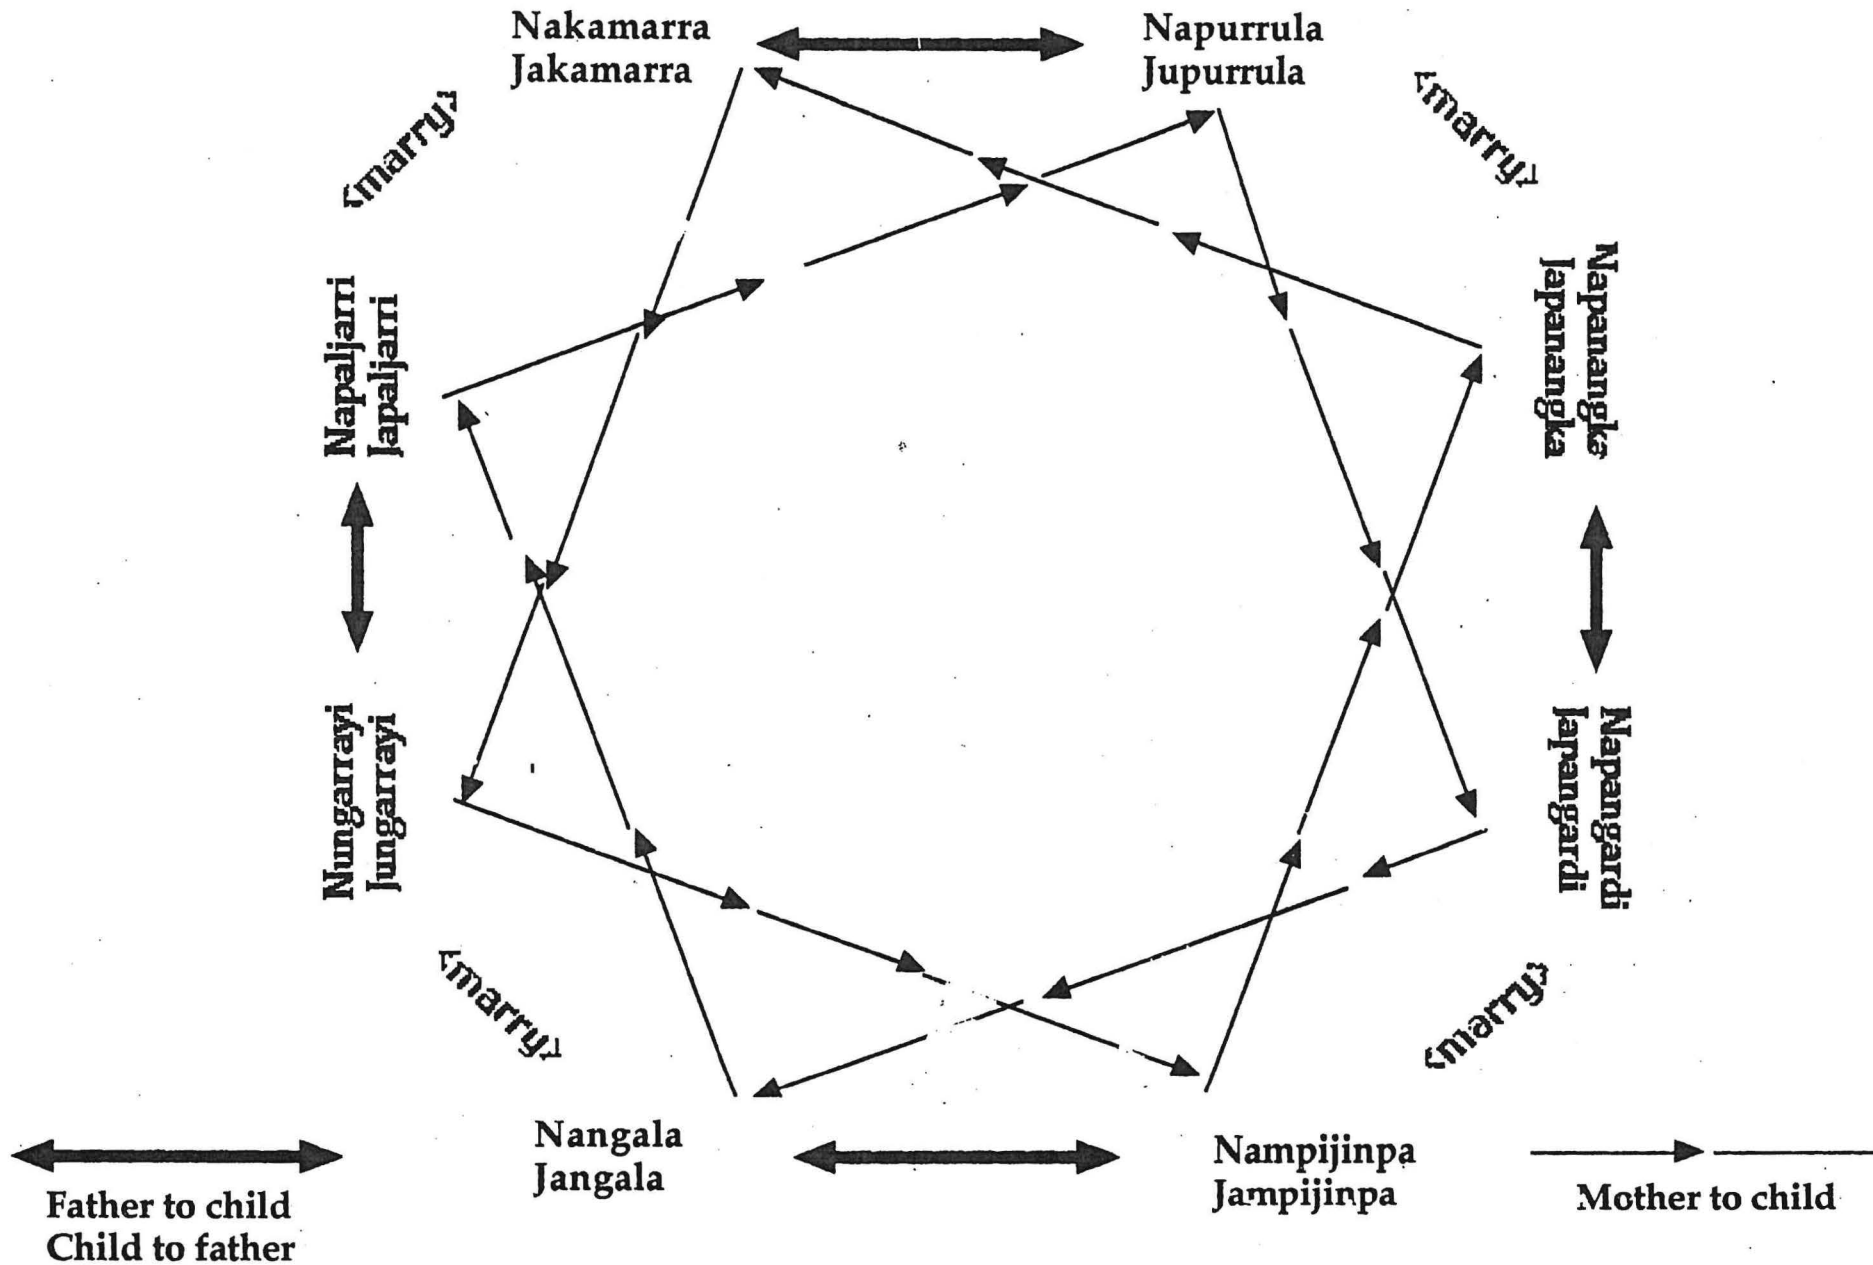 Nakamarra
Jakamarra
Napurrula
Jupurrula
marry
marry
Napaljarri
Japaljarri
Napangka
Japanangka
Nungarrayi
Jungarrayi
Napangardi
Japangardi
marry
marry
Nangala
Jangala
Nampijinpa
Jampijinpa
Father to child
Child to father
Mother to child